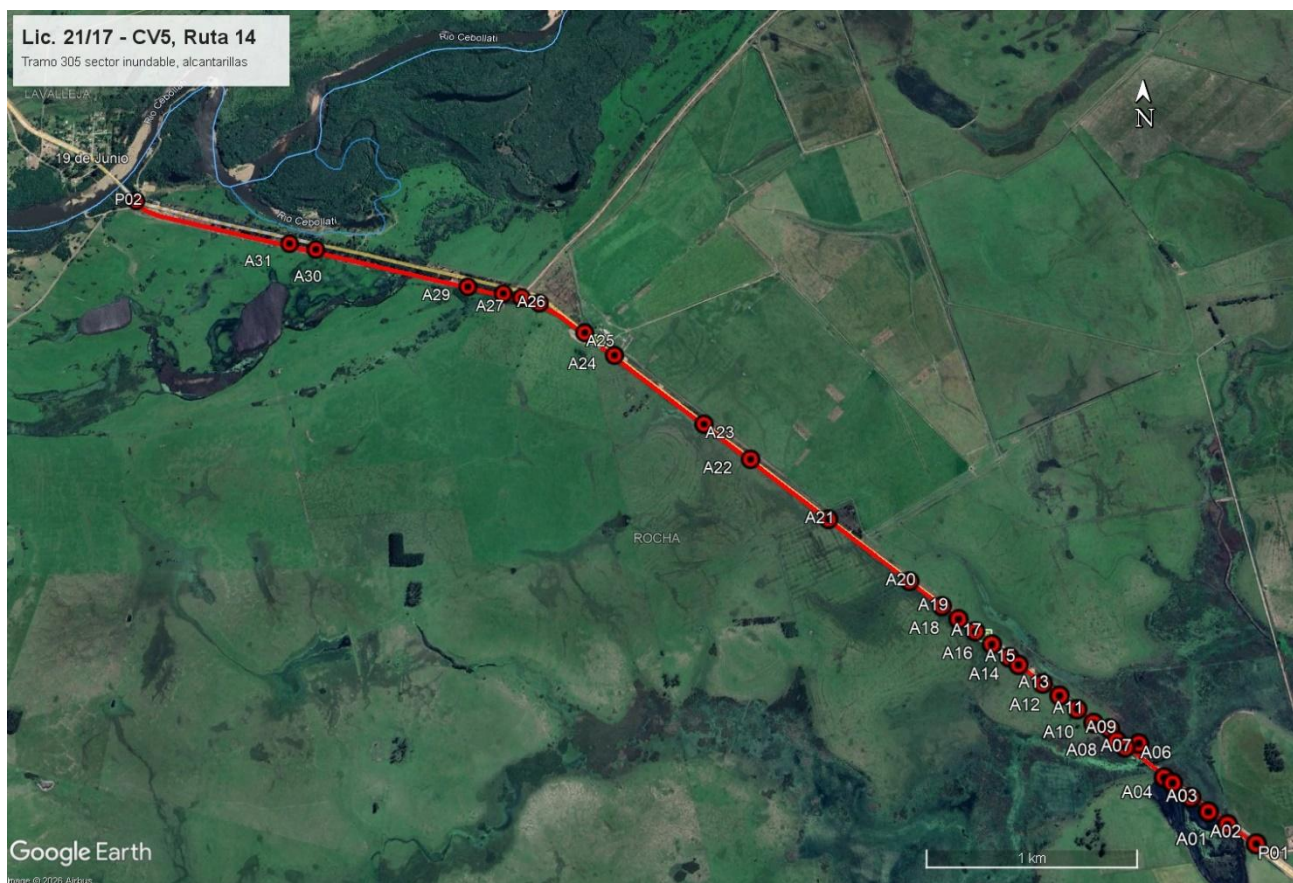 Lic. 21/17 - CV5, Ruta 14
Tramo 305 sector inundable, alcantarillas
LAVALLEJA
Río Cebollatí
Río Cebollatí
N
19 de Junio
P02
Río Cebollatí
A31
A30
A29
A27
A26
A25
A24
A23
A22
A21
ROCHA
A20
A19
A18
A17
A16
A15
A14
A13
A12
A11
A10
A09
A08
A07
A06
A04
A03
A02
A01
P01
Google Earth
1 km
Image © 2026 Airbus